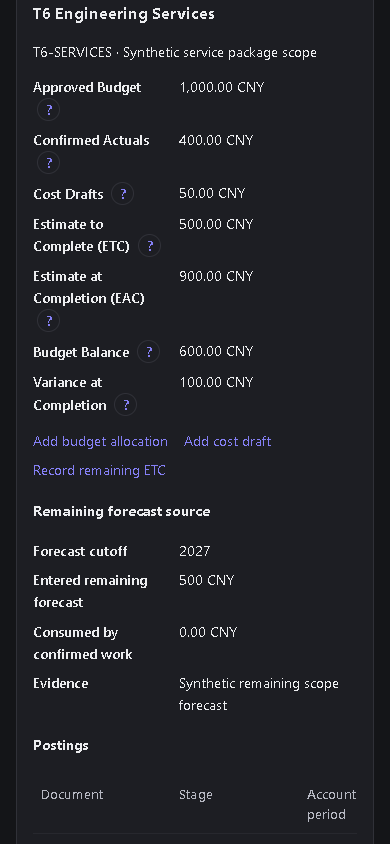 T6 Engineering Services
T6-SERVICES · Synthetic service package scope
Approved Budget ? 1,000.00 CNY
Confirmed Actuals ? 400.00 CNY
Cost Drafts ? 50.00 CNY
Estimate to 500.00 CNY
Complete (ETC) ?
Estimate at 900.00 CNY
Completion (EAC)
?
Budget Balance ? 600.00 CNY
Variance at 100.00 CNY
Completion ?
Add budget allocation Add cost draft
Record remaining ETC
Remaining forecast source
Forecast cutoff 2027
Entered remaining 500 CNY
forecast
Consumed by 0.00 CNY
confirmed work
Evidence Synthetic remaining scope
forecast
Postings
Document Stage Account
period